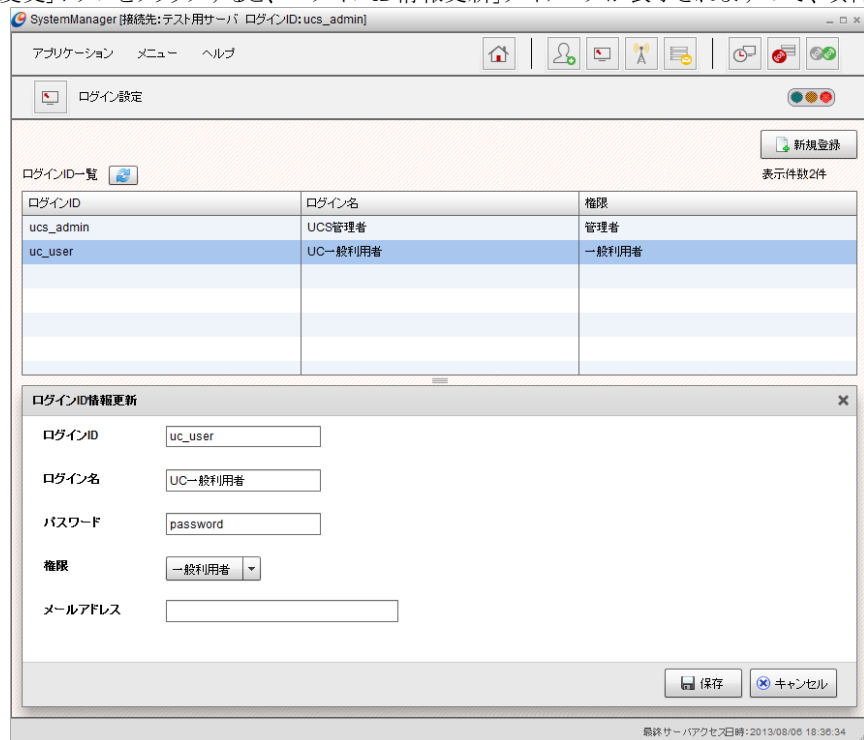 SystemManager [接続先:テスト用サーバ ログインID:ucs_admin]
アプリケーション メニュー ヘルプ
ログイン設定
新規登録
ログインID一覧
表示件数2件
ログインID ログイン名 権限
ucs_admin UCS管理者 管理者
uc_user UC一般利用者 一般利用者
ログインID情報更新
ログインID uc_user
ログイン名 UC一般利用者
パスワード password
権限 一般利用者
メールアドレス
保存 キャンセル
最終サーバアクセス日時:2013/08/06 18:36:34